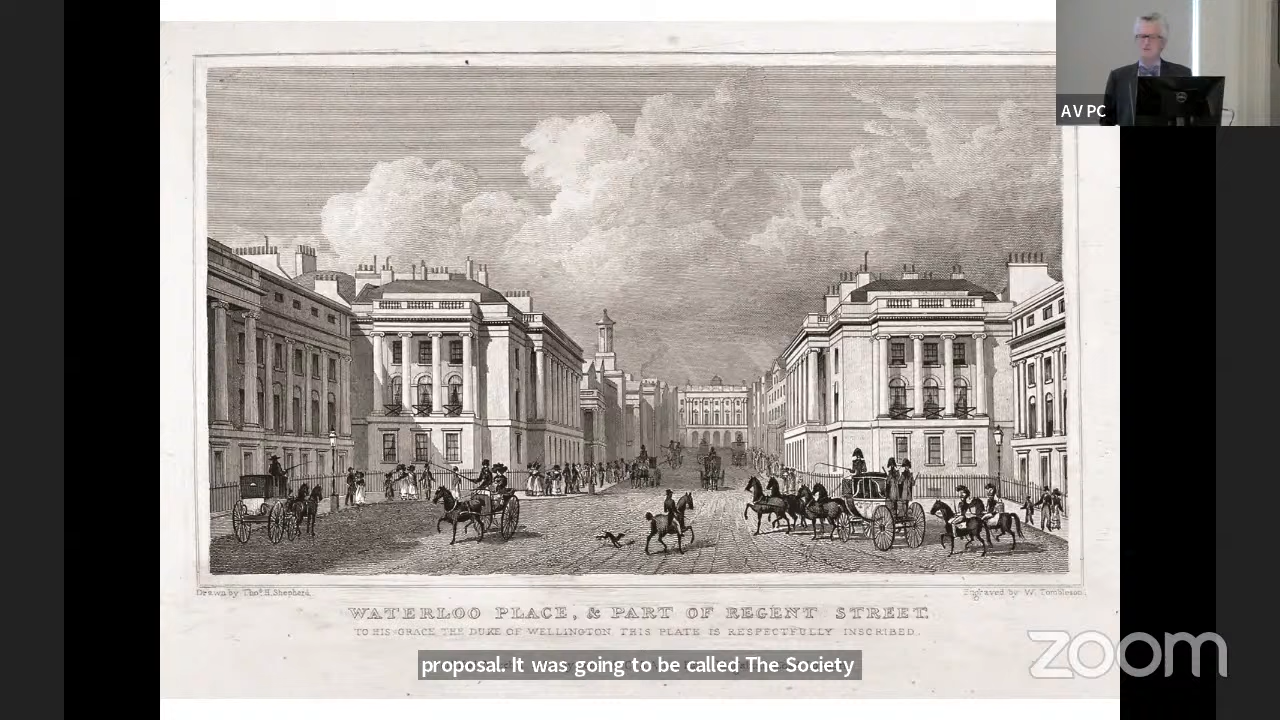 AV PC
Drawn by Thos. H. Shepherd.
Engraved by W. Tombleson.
WATERLOO PLACE, & PART OF REGENT STREET.
TO HIS GRACE THE DUKE OF WELLINGTON THIS PLATE IS RESPECTFULLY INSCRIBED.
proposal. It was going to be called The Society
zoom